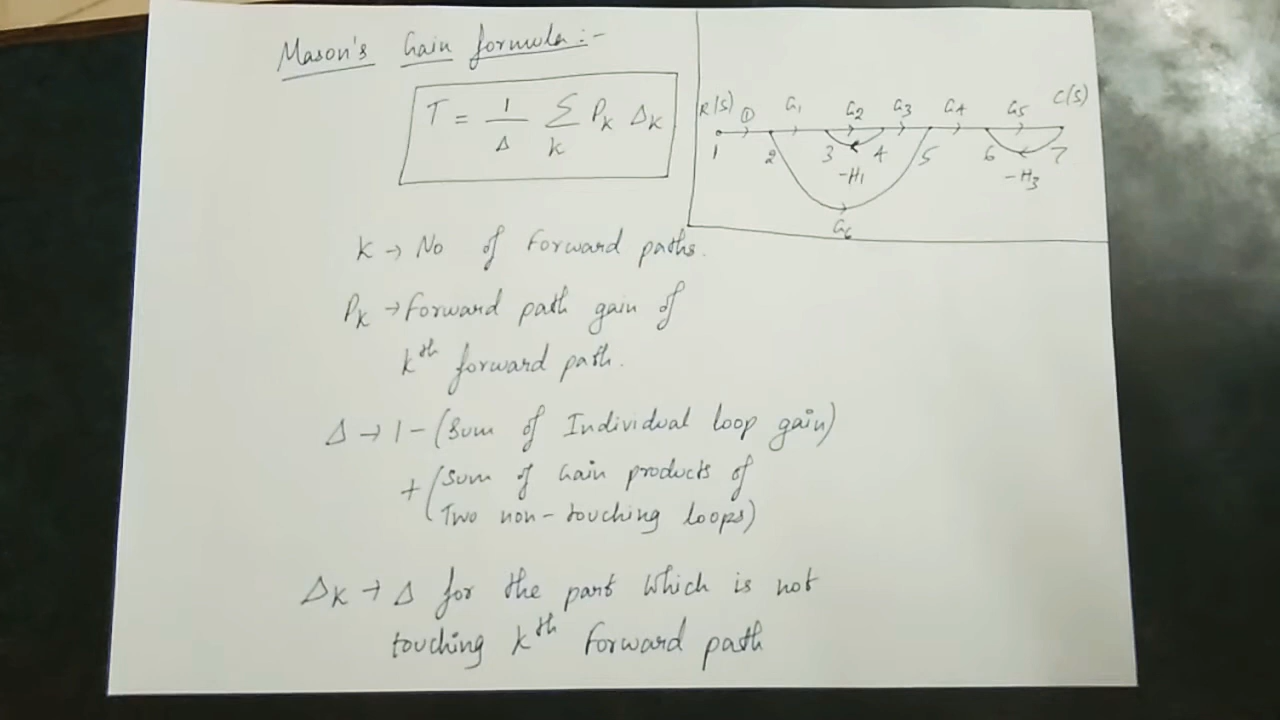 Mason's Gain formula:-
T = 1/Δ Σ K P_K Δ_K
R(S) ① G1 G2 G3 G4 G5 C(S)
1 2 3 4 5 6 7
-H1 -H3
G6
K → No of Forward paths.
P_K → Forward path gain of
K^th forward path.
Δ → 1 - (Sum of Individual loop gain)
+ (Sum of Gain products of
Two non-touching loops)
Δ_K → Δ for the part which is not
touching K^th Forward path